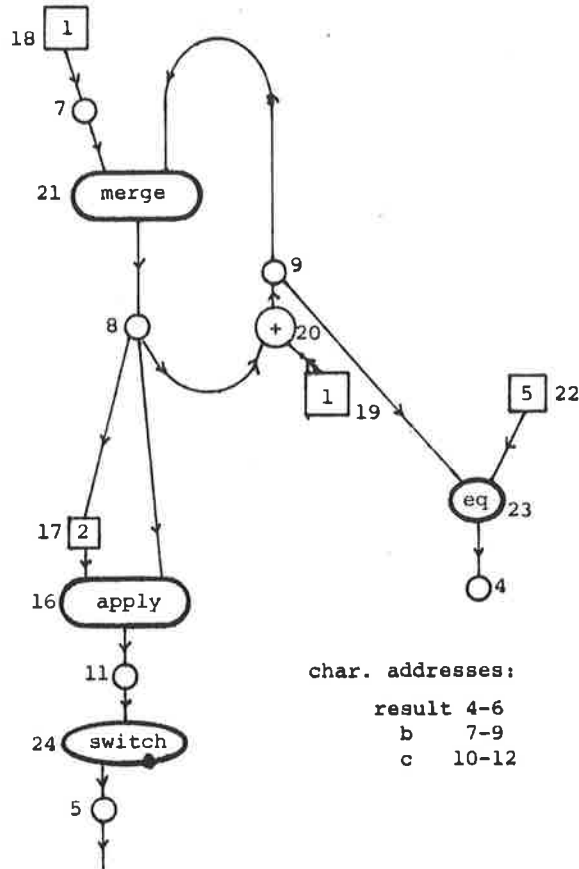 18 1
7
21 merge
9
8
+ 20
1 19
5 22
17 2
eq 23
16 apply
4
11
char. addresses:
result 4-6
b 7-9
c 10-12
24 switch
5